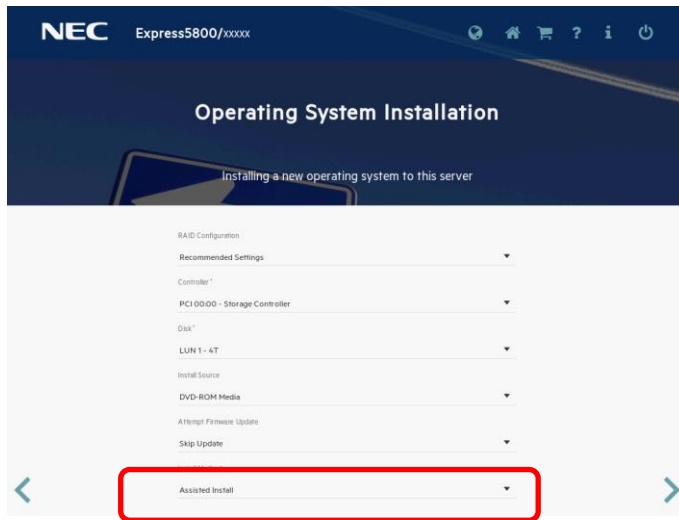 NEC Express5800/xxxxx ? i
Operating System Installation
Installing a new operating system to this server
RAID Configuration
Recommended Settings
Controller *
PCI 00:00 - Storage Controller
Disk *
LUN 1 - 4T
Install Source
DVD-ROM Media
Attempt Firmware Update
Skip Update
Assisted Install